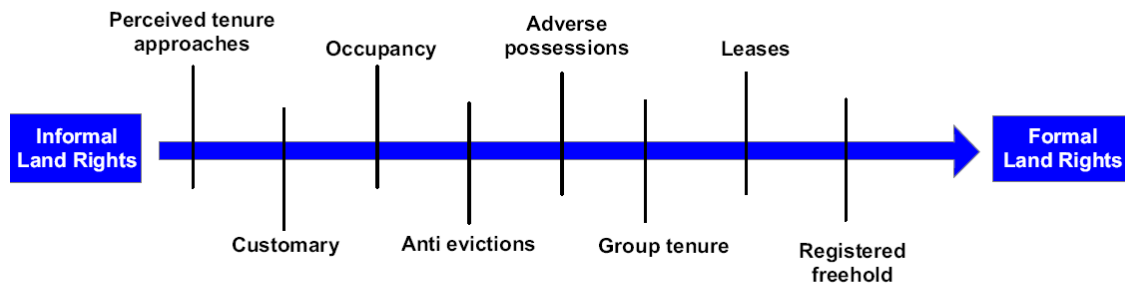 Perceived tenure
approaches
Occupancy
Adverse
possessions
Leases
Informal
Land Rights
Formal
Land Rights
Customary
Anti evictions
Group tenure
Registered
freehold